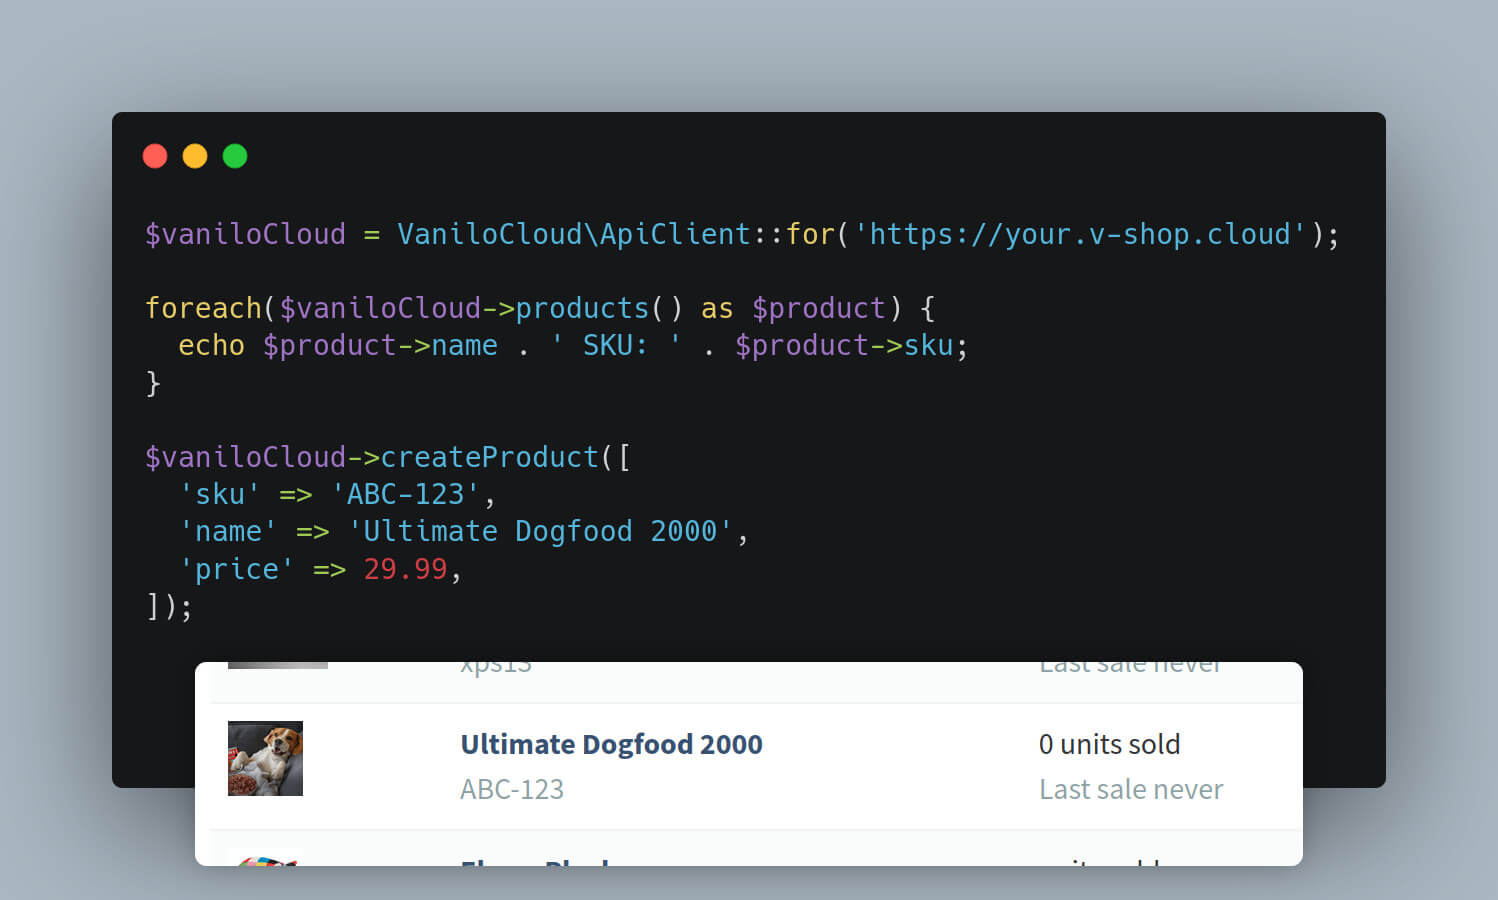 $vaniloCloud = VaniloCloud\ApiClient::for('https://your.v-shop.cloud');
foreach($vaniloCloud->products() as $product) {
  echo $product->name . ' SKU: ' . $product->sku;
}
$vaniloCloud->createProduct([
  'sku' => 'ABC-123',
  'name' => 'Ultimate Dogfood 2000',
  'price' => 29.99,
]);
xps13 Last sale never
Ultimate Dogfood 2000 0 units sold
ABC-123 Last sale never